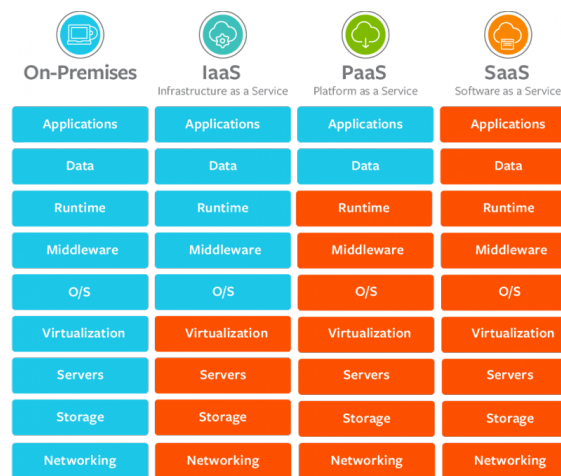 On-Premises IaaS PaaS SaaS
Infrastructure as a Service Platform as a Service Software as a Service
Applications Applications Applications Applications
Data Data Data Data
Runtime Runtime Runtime Runtime
Middleware Middleware Middleware Middleware
O/S O/S O/S O/S
Virtualization Virtualization Virtualization Virtualization
Servers Servers Servers Servers
Storage Storage Storage Storage
Networking Networking Networking Networking